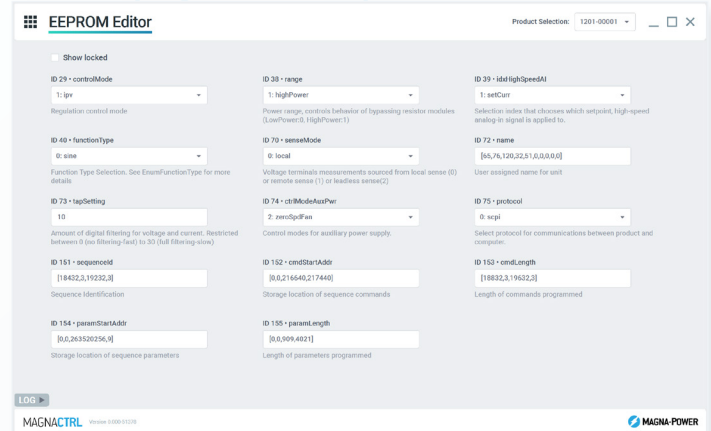 EEPROM Editor
Product Selection: 1201-00001
Show locked
ID 29 • controlMode
1: ipv
Regulation control mode
ID 38 • range
1: highPower
Power range, controls behavior of bypassing resistor modules
(LowPower:0, HighPower:1)
ID 39 • idxHighSpeedAI
1: setCurr
Selection index that chooses which setpoint, high-speed
analog-in signal is applied to.
ID 40 • functionType
0: sine
Function Type Selection. See EnumFunctionType for more
details
ID 70 • senseMode
0: local
Voltage terminals measurements sourced from local sense (0)
or remote sense (1) or leadless sense(2)
ID 72 • name
[65,76,120,32,51,0,0,0,0,0]
User assigned name for unit
ID 73 • tapSetting
10
Amount of digital filtering for voltage and current. Restricted
between 0 (no filtering-fast) to 30 (full filtering-slow)
ID 74 • ctrlModeAuxPwr
2: zeroSpdFan
Control modes for auxiliary power supply.
ID 75 • protocol
0: scpi
Select protocol for communications between product and
computer.
ID 151 • sequenceId
[18432,3,19232,3]
Sequence Identification
ID 152 • cmdStartAddr
[0,0,216640,217440]
Storage location of sequence commands
ID 153 • cmdLength
[18832,3,19632,3]
Length of commands programmed
ID 154 • paramStartAddr
[0,0,263520256,9]
Storage location of sequence parameters
ID 155 • paramLength
[0,0,909,4021]
Length of parameters programmed
LOG
MAGNACTRL
MAGNA-POWER